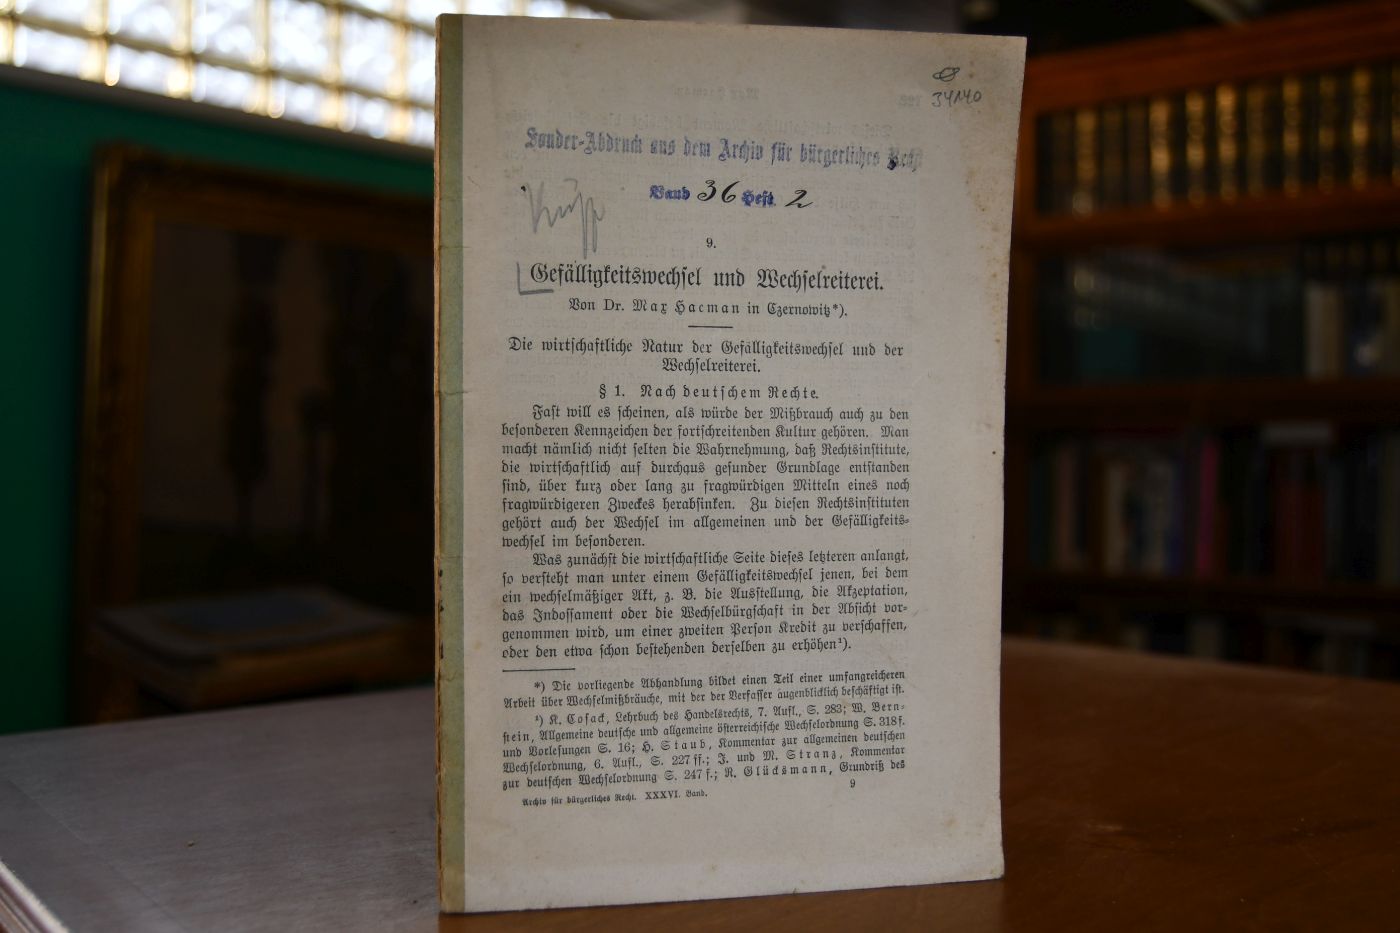 34140
Sonder-Abdruck aus dem Archiv für bürgerliches Recht
Band 36 Heft 2
9.
Gefälligkeitswechsel und Wechselreiterei.
Von Dr. Max Hacman in Czernowitz*).
Die wirtschaftliche Natur der Gefälligkeitswechsel und der
Wechselreiterei.
§ 1. Nach deutschem Rechte.
Fast will es scheinen, als würde der Mißbrauch auch zu den
besonderen Kennzeichen der fortschreitenden Kultur gehören. Man
macht nämlich nicht selten die Wahrnehmung, daß Rechtsinstitute,
die wirtschaftlich auf durchaus gesunder Grundlage entstanden
sind, über kurz oder lang zu fragwürdigen Mitteln eines noch
fragwürdigeren Zweckes herabsinken. Zu diesen Rechtsinstituten
gehört auch der Wechsel im allgemeinen und der Gefälligkeits-
wechsel im besonderen.
Was zunächst die wirtschaftliche Seite dieses letzteren anlangt,
so versteht man unter einem Gefälligkeitswechsel jenen, bei dem
ein wechselmäßiger Akt, z. B. die Ausstellung, die Akzeptation,
das Indossament oder die Wechselbürgschaft in der Absicht vor-
genommen wird, um einer zweiten Person Kredit zu verschaffen,
oder den etwa schon bestehenden derselben zu erhöhen¹).
*) Die vorliegende Abhandlung bildet einen Teil einer umfangreicheren
Arbeit über Wechselmißbräuche, mit der der Verfasser augenblicklich beschäftigt ist.
¹) K. Cosack, Lehrbuch des Handelsrechts, 7. Aufl., S. 283; W. Bern-
stein, Allgemeine deutsche und allgemeine österreichische Wechselordnung S. 318 f.
und Vorlesungen S. 16; H. Staub, Kommentar zur allgemeinen deutschen
Wechselordnung, 6. Aufl., S. 227 ff.; J. und M. Stranz, Kommentar
zur deutschen Wechselordnung S. 247 f.; R. Glücksmann, Grundriß des
Archiv für bürgerliches Recht. XXXVI. Band.
9